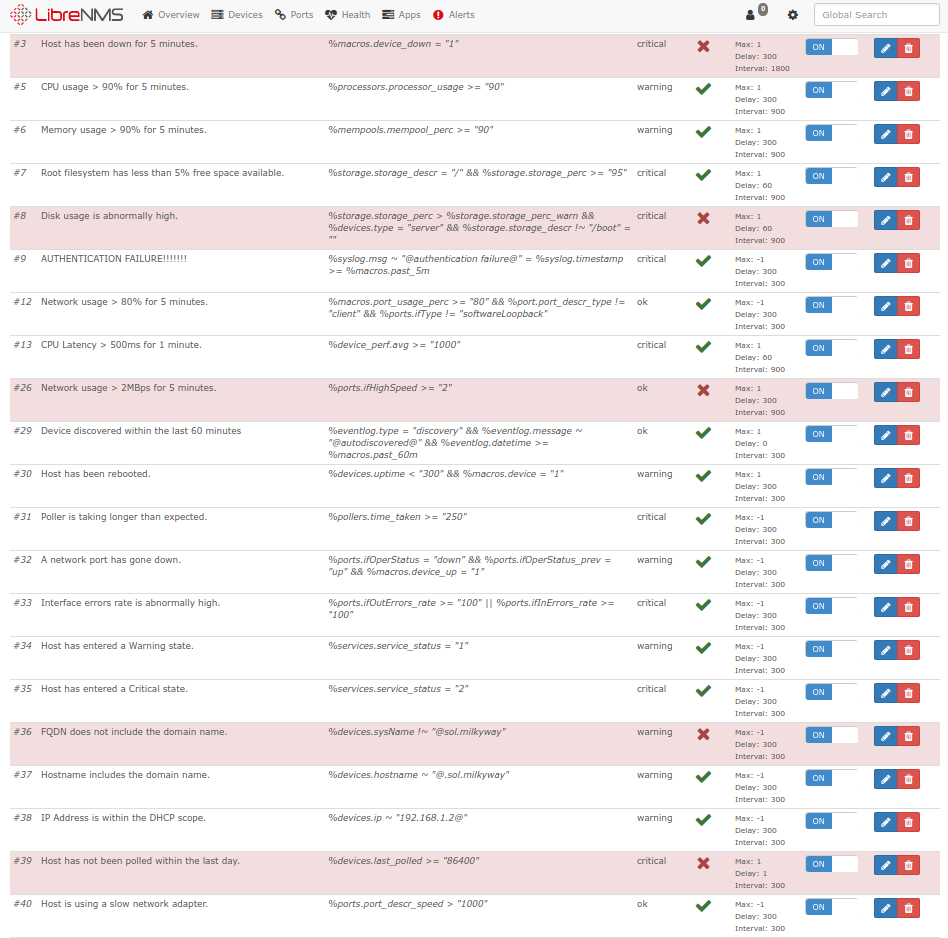 LibreNMS Overview Devices Ports Health Apps Alerts 0 Global Search
#3 Host has been down for 5 minutes. %macros.device_down = "1" critical Max: 1 ON
Delay: 300
Interval: 1800
#5 CPU usage > 90% for 5 minutes. %processors.processor_usage >= "90" warning Max: 1 ON
Delay: 300
Interval: 900
#6 Memory usage > 90% for 5 minutes. %mempools.mempool_perc >= "90" warning Max: 1 ON
Delay: 300
Interval: 900
#7 Root filesystem has less than 5% free space available. %storage.storage_descr = "/" && %storage.storage_perc >= "95" critical Max: 1 ON
Delay: 60
Interval: 900
#8 Disk usage is abnormally high. %storage.storage_perc > %storage.storage_perc_warn && critical Max: 1 ON
%devices.type = "server" && %storage.storage_descr !~ "/boot" = Delay: 60
"" Interval: 900
#9 AUTHENTICATION FAILURE!!!!!!! %syslog.msg ~ "@authentication failure@" = %syslog.timestamp critical Max: -1 ON
>= %macros.past_5m Delay: 300
Interval: 300
#12 Network usage > 80% for 5 minutes. %macros.port_usage_perc >= "80" && %port.port_descr_type != ok Max: -1 ON
"client" && %ports.ifType != "softwareLoopback" Delay: 300
Interval: 300
#13 CPU Latency > 500ms for 1 minute. %device_perf.avg >= "1000" critical Max: 1 ON
Delay: 60
Interval: 900
#26 Network usage > 2MBps for 5 minutes. %ports.ifHighSpeed >= "2" ok Max: 1 ON
Delay: 300
Interval: 900
#29 Device discovered within the last 60 minutes %eventlog.type = "discovery" && %eventlog.message ~ ok Max: 1 ON
"@autodiscovered@" && %eventlog.datetime >= Delay: 0
%macros.past_60m Interval: 300
#30 Host has been rebooted. %devices.uptime < "300" && %macros.device = "1" warning Max: 1 ON
Delay: 300
Interval: 300
#31 Poller is taking longer than expected. %pollers.time_taken >= "250" critical Max: -1 ON
Delay: 300
Interval: 300
#32 A network port has gone down. %ports.ifOperStatus = "down" && %ports.ifOperStatus_prev = warning Max: -1 ON
"up" && %macros.device_up = "1" Delay: 300
Interval: 300
#33 Interface errors rate is abnormally high. %ports.ifOutErrors_rate >= "100" || %ports.ifInErrors_rate >= critical Max: -1 ON
"100" Delay: 300
Interval: 300
#34 Host has entered a Warning state. %services.service_status = "1" warning Max: -1 ON
Delay: 300
Interval: 300
#35 Host has entered a Critical state. %services.service_status = "2" critical Max: -1 ON
Delay: 300
Interval: 300
#36 FQDN does not include the domain name. %devices.sysName !~ "@sol.milkyway" warning Max: -1 ON
Delay: 300
Interval: 300
#37 Hostname includes the domain name. %devices.hostname ~ "@.sol.milkyway" warning Max: -1 ON
Delay: 300
Interval: 300
#38 IP Address is within the DHCP scope. %devices.ip ~ "192.168.1.2@" warning Max: -1 ON
Delay: 300
Interval: 300
#39 Host has not been polled within the last day. %devices.last_polled >= "86400" critical Max: 1 ON
Delay: 1
Interval: 300
#40 Host is using a slow network adapter. %ports.port_descr_speed > "1000" ok Max: -1 ON
Delay: 300
Interval: 300